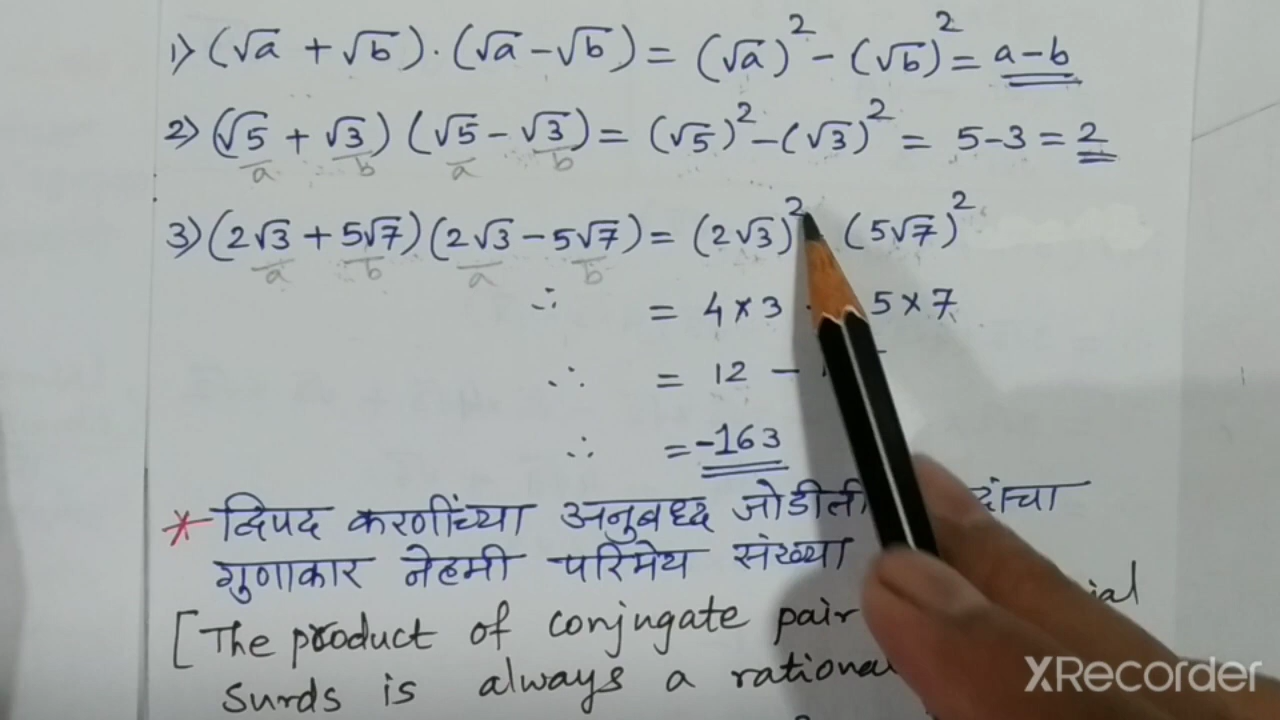 1) (√a + √b) · (√a - √b) = (√a)² - (√b)² = a - b
2) (√5 + √3) (√5 - √3) = (√5)² - (√3)² = 5 - 3 = 2
a b a b
3) (2√3 + 5√7) (2√3 - 5√7) = (2√3)² (5√7)²
a b a b
∴ = 4 × 3 5 × 7
∴ = 12 -
∴ = -163
* द्विपद करणींच्या अनुबध्द
गुणाकार नेहमी परिमेय संख्या
[The product of conjugate pair
Surds is always a
XRecorder